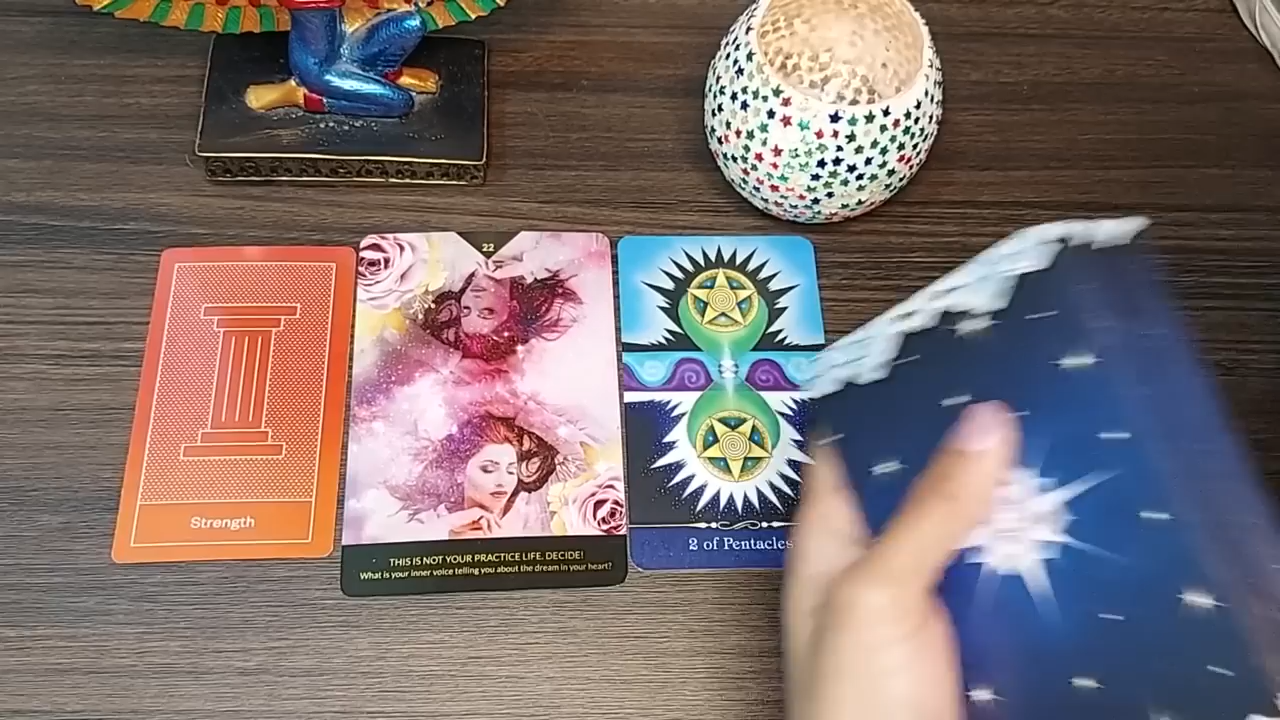 Strength
22
THIS IS NOT YOUR PRACTICE LIFE. DECIDE!
What is your inner voice telling you about the dream in your heart?
2 of Pentacles